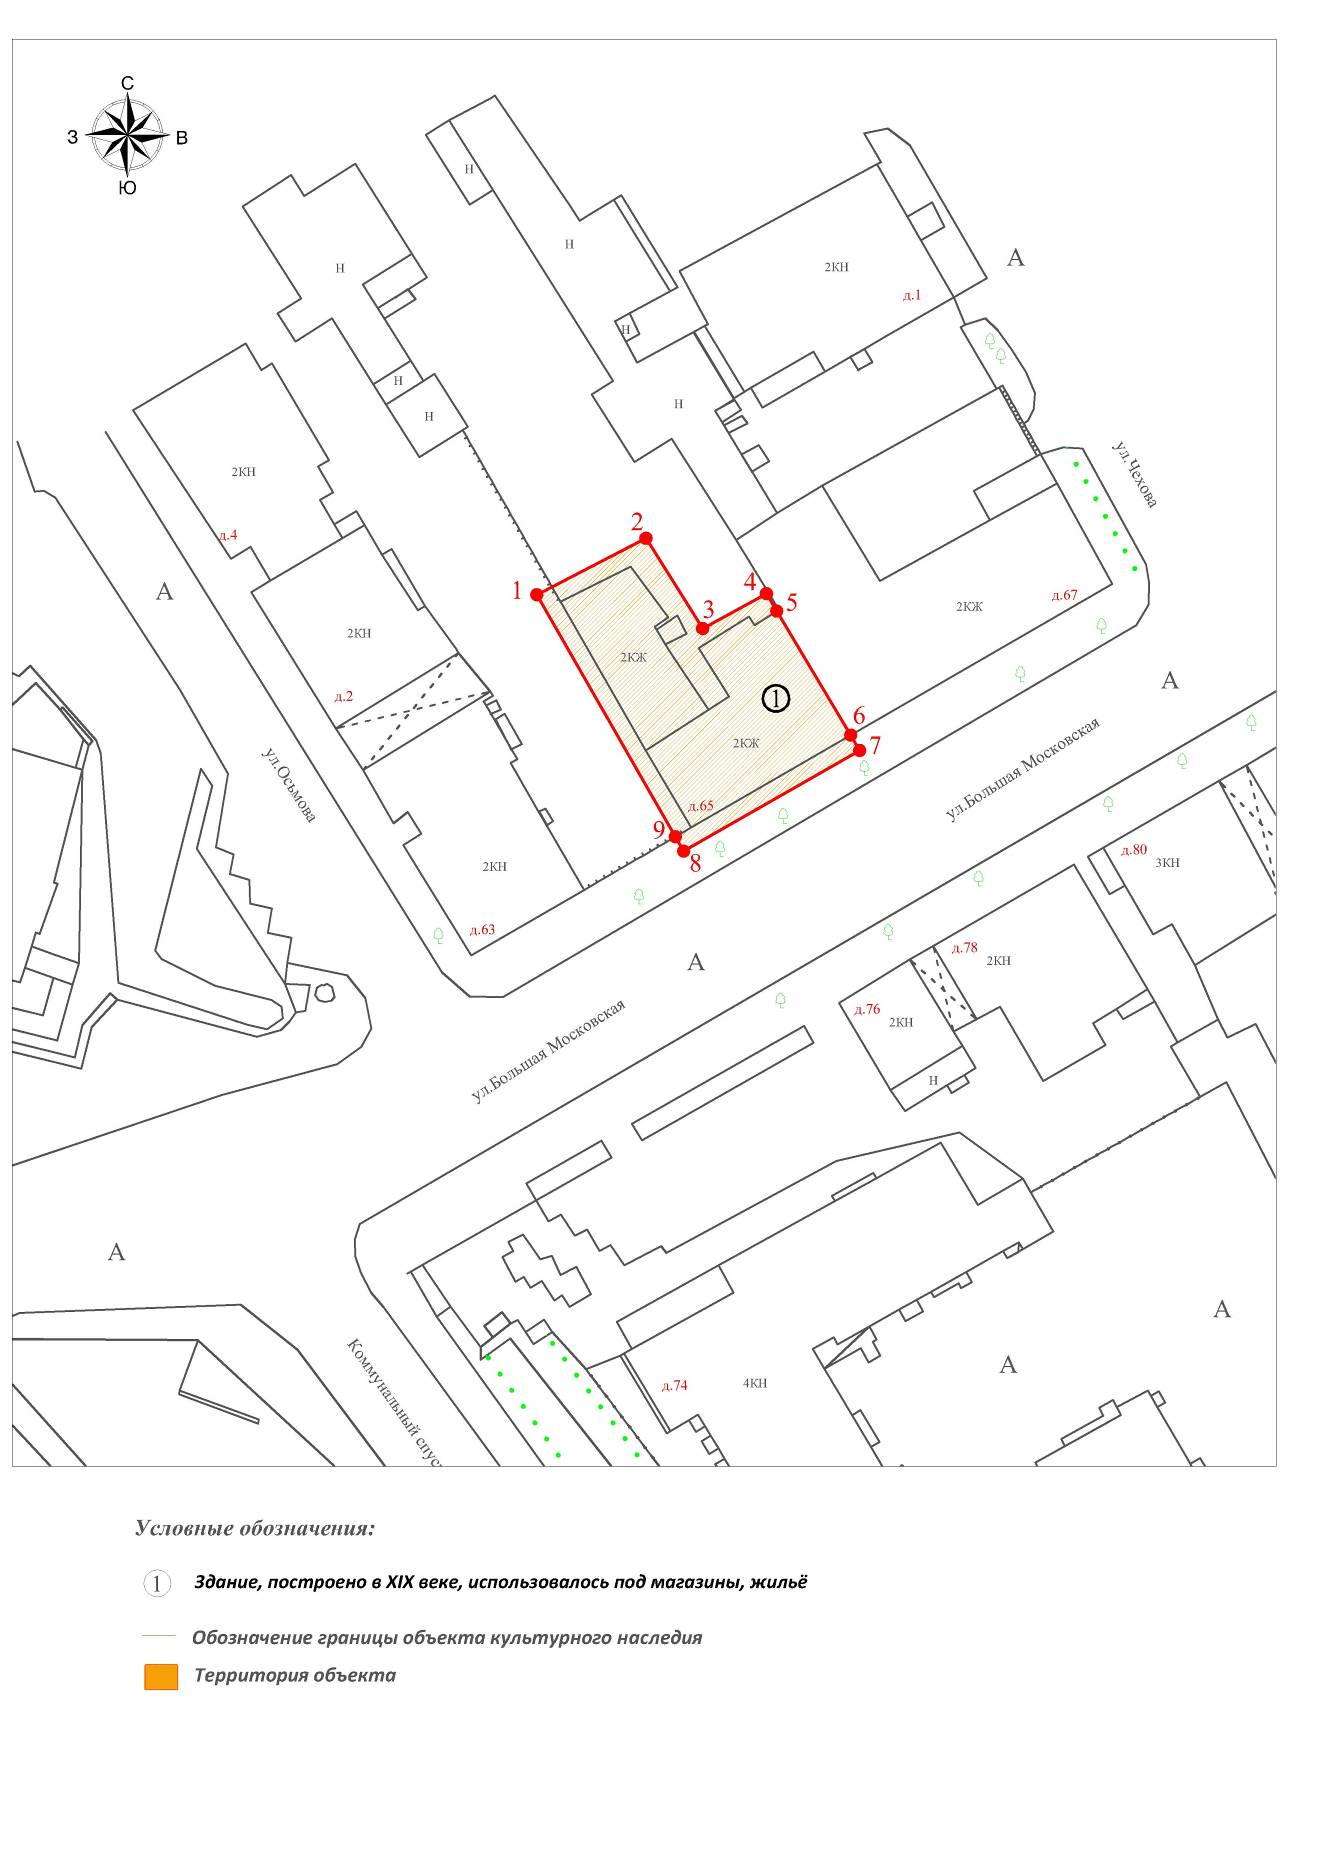 С
З В
Ю
Н
Н
Н
2КН
А
д.1
Н
Н
Н
Н
2КН
ул.Чехова
2
д.4
1
4
А
3
5
д.67
2КН
2КЖ
2КЖ
А
д.2
1
6
7
2КЖ
ул.Осьмова
ул.Большая Московская
д.65
9
8
д.80
3КН
2КН
д.63
д.78
2КН
А
д.76
2КН
ул.Большая Московская
Н
А
А
Коммунальный спус
А
д.74
4КН
Условные обозначения:
1 Здание, построено в XIX веке, использовалось под магазины, жильё
Обозначение границы объекта культурного наследия
Территория объекта